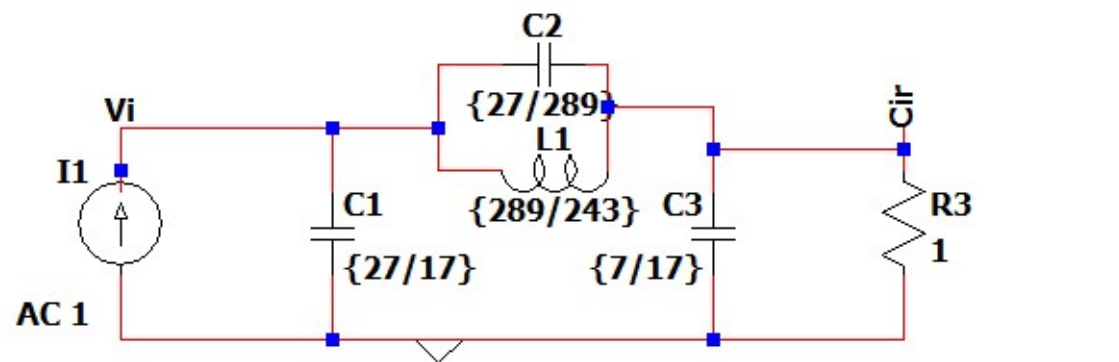 C2
{27/289}
Vi
Cir
L1
I1
{289/243}
C1
C3
R3
{27/17}
{7/17}
1
AC 1